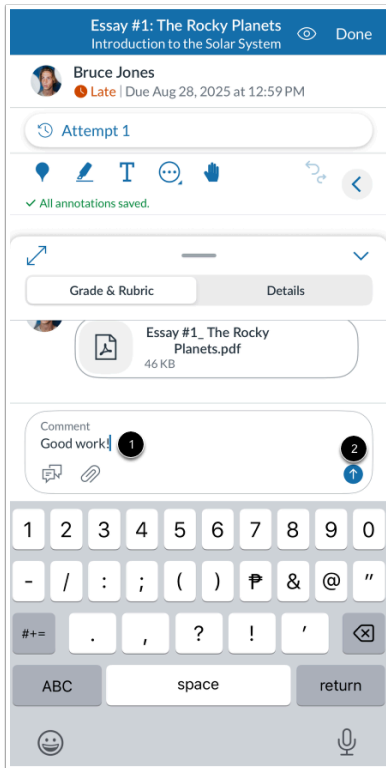 Essay #1: The Rocky Planets
Introduction to the Solar System
Done
Bruce Jones
Late | Due Aug 28, 2025 at 12:59 PM
Attempt 1
T
✓ All annotations saved.
Grade & Rubric
Details
Essay #1_ The Rocky
Planets.pdf
46 KB
Comment
Good work!
1
2
1 2 3 4 5 6 7 8 9 0
- / : ; ( ) ₱ & @ "
#+= . , ? ! '
ABC space return